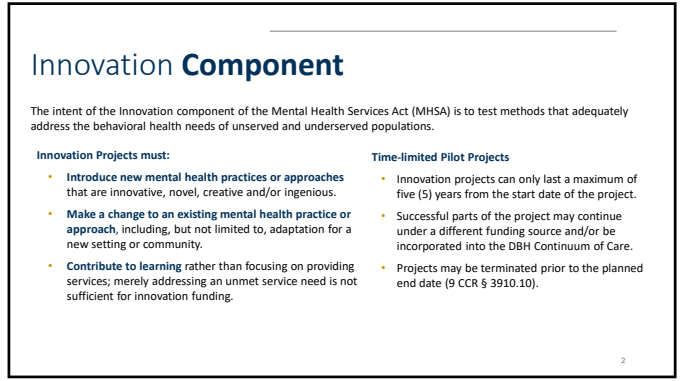 Innovation Component
The intent of the Innovation component of the Mental Health Services Act (MHSA) is to test methods that adequately
address the behavioral health needs of unserved and underserved populations.
Innovation Projects must:
• Introduce new mental health practices or approaches
that are innovative, novel, creative and/or ingenious.
• Make a change to an existing mental health practice or
approach, including, but not limited to, adaptation for a
new setting or community.
• Contribute to learning rather than focusing on providing
services; merely addressing an unmet service need is not
sufficient for innovation funding.
Time-limited Pilot Projects
• Innovation projects can only last a maximum of
five (5) years from the start date of the project.
• Successful parts of the project may continue
under a different funding source and/or be
incorporated into the DBH Continuum of Care.
• Projects may be terminated prior to the planned
end date (9 CCR § 3910.10).
2